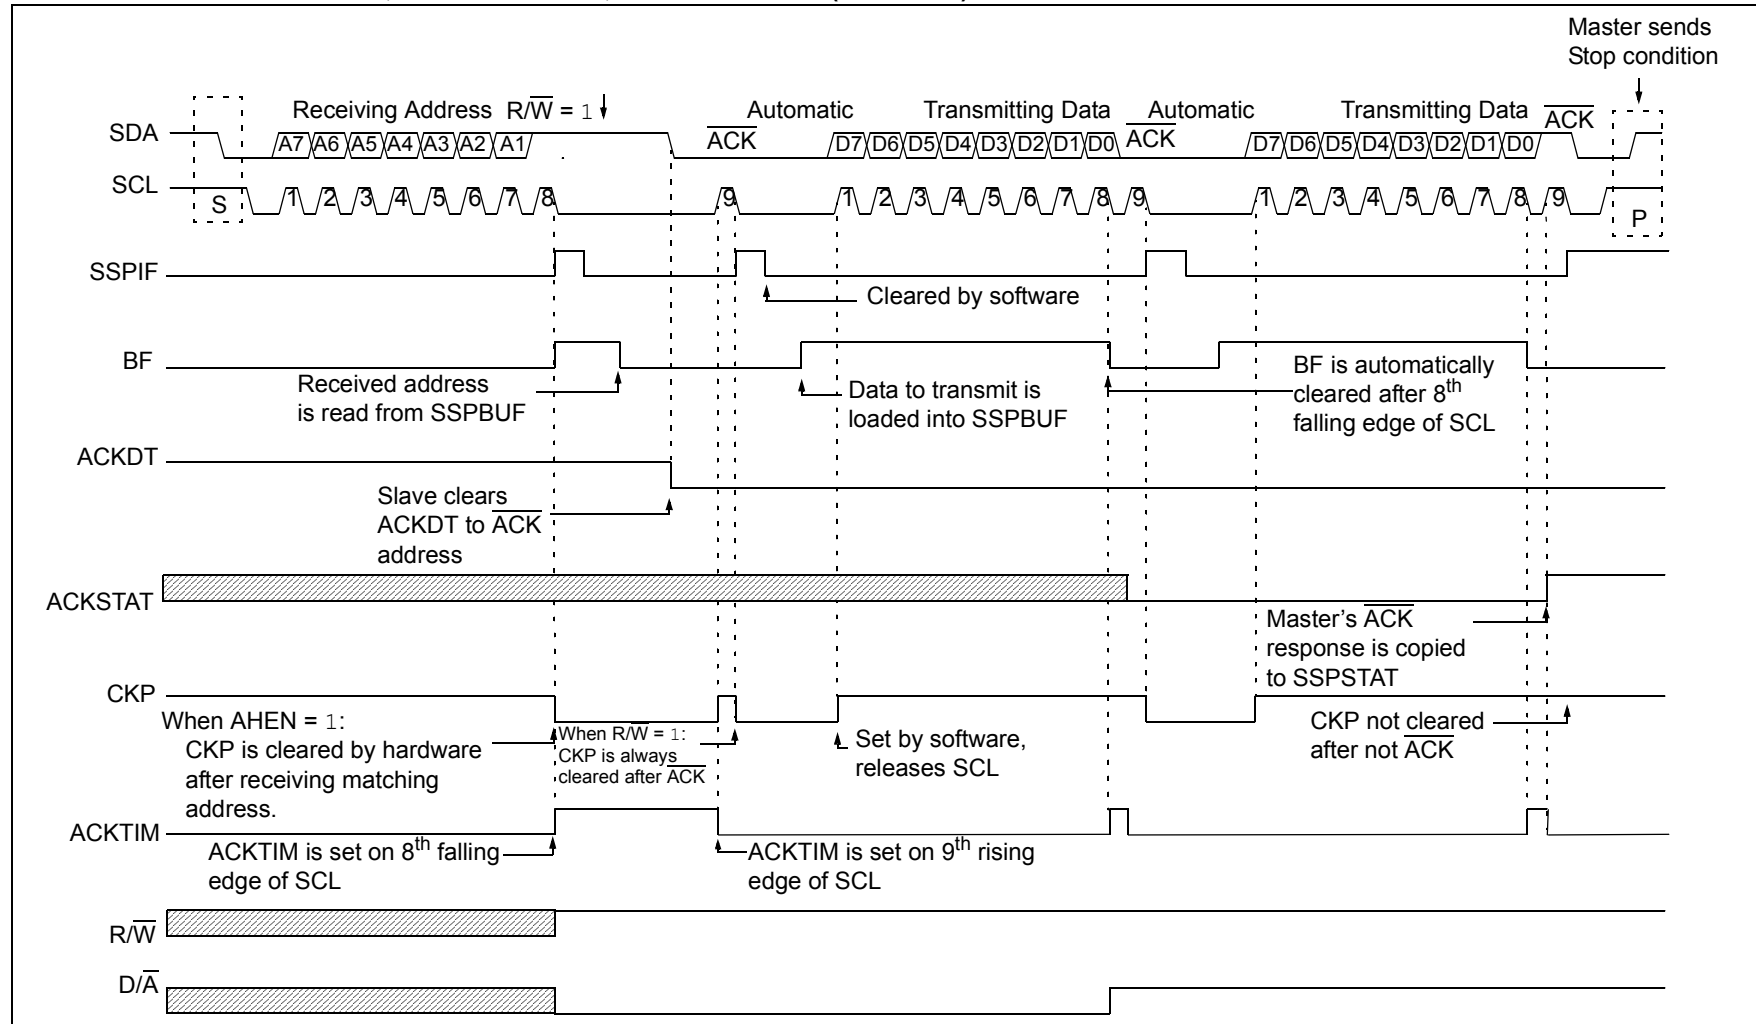 Master sends
Stop condition
Receiving Address R/W̅ = 1
Automatic
Transmitting Data
Automatic
Transmitting Data
A̅C̅K̅
SDA
A7 A6 A5 A4 A3 A2 A1
A̅C̅K̅
D7 D6 D5 D4 D3 D2 D1 D0
A̅C̅K̅
D7 D6 D5 D4 D3 D2 D1 D0
SCL
S
1 2 3 4 5 6 7 8
9
1 2 3 4 5 6 7 8 9
1 2 3 4 5 6 7 8 9
P
SSPIF
Cleared by software
BF
Received address
is read from SSPBUF
Data to transmit is
loaded into SSPBUF
BF is automatically
cleared after 8th
falling edge of SCL
ACKDT
Slave clears
ACKDT to A̅C̅K̅
address
ACKSTAT
Master's A̅C̅K̅
response is copied
to SSPSTAT
CKP
When AHEN = 1:
CKP is cleared by hardware
after receiving matching
address.
When R/W̅ = 1:
CKP is always
cleared after A̅C̅K̅
Set by software,
releases SCL
CKP not cleared
after not A̅C̅K̅
ACKTIM
ACKTIM is set on 8th falling
edge of SCL
ACKTIM is set on 9th rising
edge of SCL
R/W̅
D/A̅